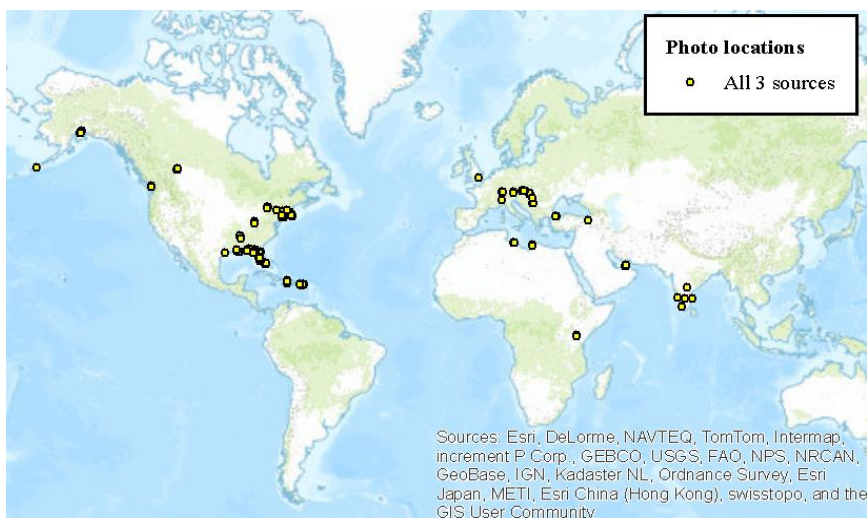 Photo locations
All 3 sources
Sources: Esri, DeLorme, NAVTEQ, TomTom, Intermap,
increment P Corp., GEBCO, USGS, FAO, NPS, NRCAN,
GeoBase, IGN, Kadaster NL, Ordnance Survey, Esri
Japan, METI, Esri China (Hong Kong), swisstopo, and the
GIS User Community